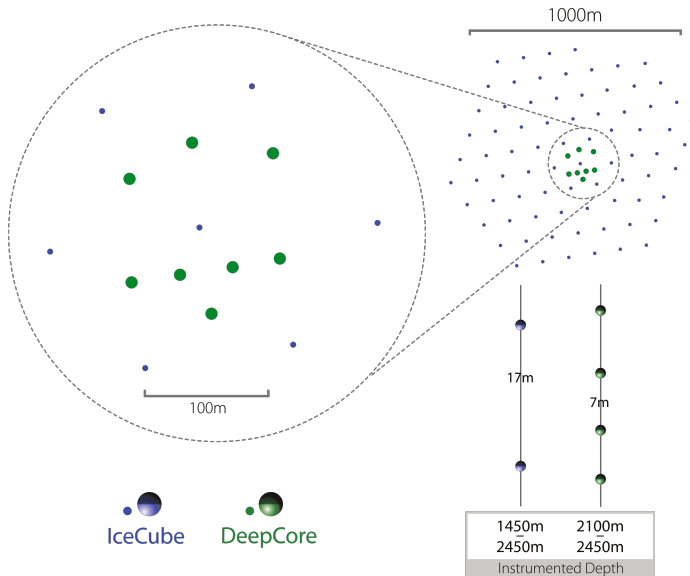 1000m
100m
17m
7m
IceCube
DeepCore
1450m
–
2450m
2100m
–
2450m
Instrumented Depth